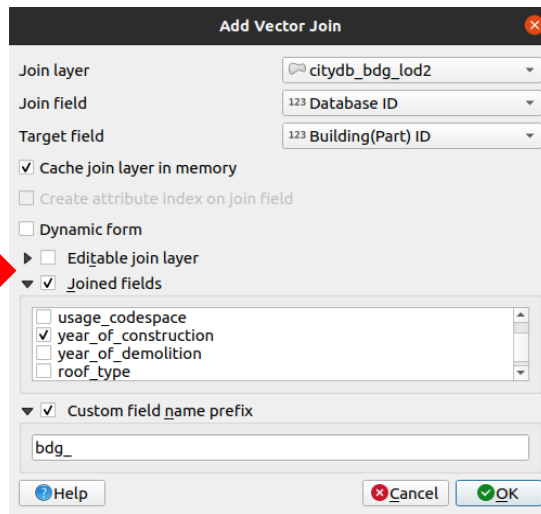 Add Vector Join
Join layer citydb_bdg_lod2
Join field 123 Database ID
Target field 123 Building(Part) ID
Cache join layer in memory
Create attribute index on join field
Dynamic form
Editable join layer
Joined fields
usage_codespace
year_of_construction
year_of_demolition
roof_type
Custom field name prefix
bdg_
Help Cancel OK